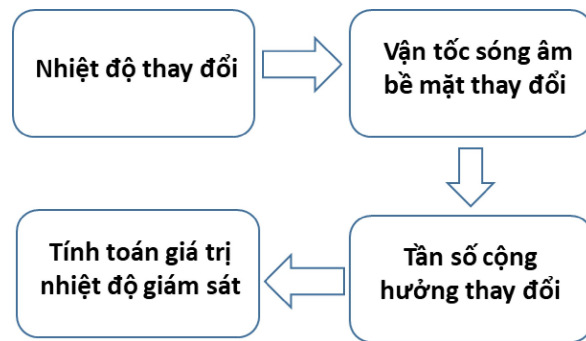 Nhiệt độ thay đổi
Vận tốc sóng âm
bề mặt thay đổi
Tần số cộng
hưởng thay đổi
Tính toán giá trị
nhiệt độ giám sát